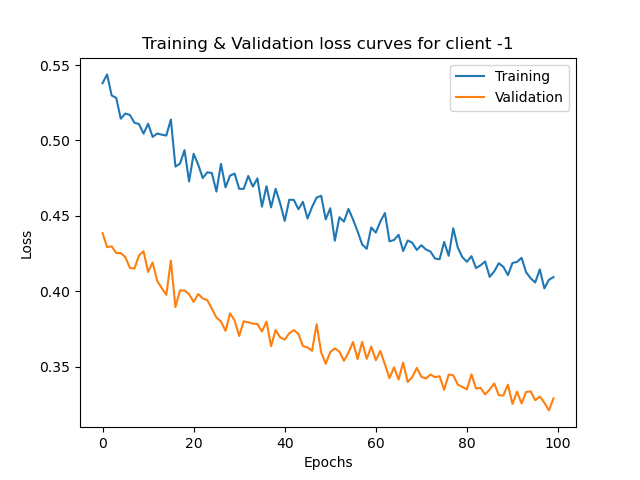 Training & Validation loss curves for client -1
Training
Validation
Loss
0.55
0.50
0.45
0.40
0.35
0 20 40 60 80 100
Epochs